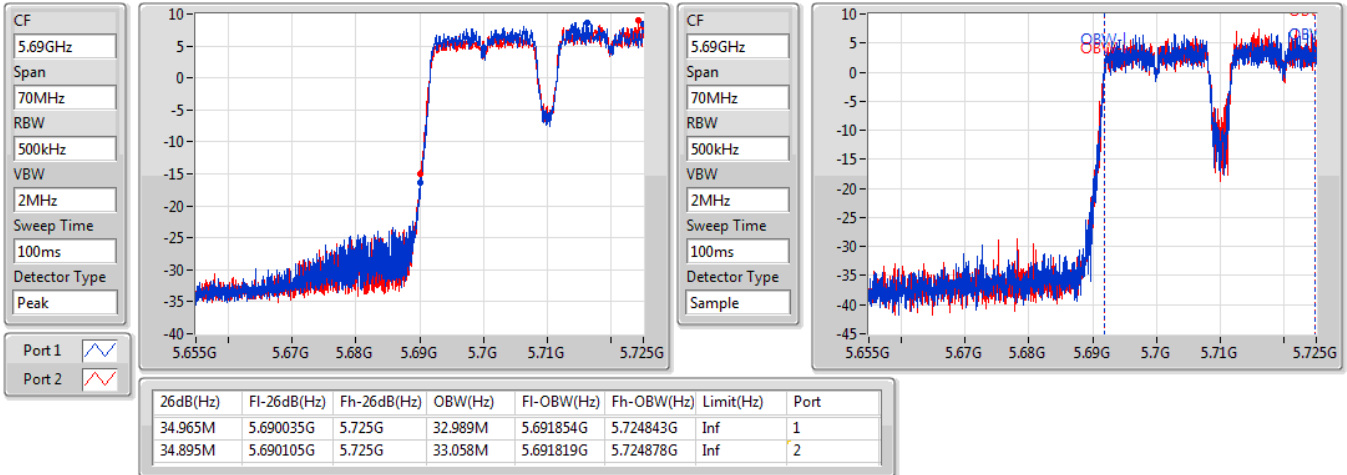 CF
5.69GHz
Span
70MHz
RBW
500kHz
VBW
2MHz
Sweep Time
100ms
Detector Type
Peak
Port 1
Port 2
10
5
0
-5
-10
-15
-20
-25
-30
-35
-40
5.655G 5.67G 5.68G 5.69G 5.7G 5.71G 5.725G
CF
5.69GHz
Span
70MHz
RBW
500kHz
VBW
2MHz
Sweep Time
100ms
Detector Type
Sample
10
5
0
-5
-10
-15
-20
-25
-30
-35
-40
-45
5.655G 5.67G 5.68G 5.69G 5.7G 5.71G 5.725G
26dB(Hz) Fl-26dB(Hz) Fh-26dB(Hz) OBW(Hz) Fl-OBW(Hz) Fh-OBW(Hz) Limit(Hz) Port
34.965M 5.690035G 5.725G 32.989M 5.691854G 5.724843G Inf 1
34.895M 5.690105G 5.725G 33.058M 5.691819G 5.724878G Inf 2